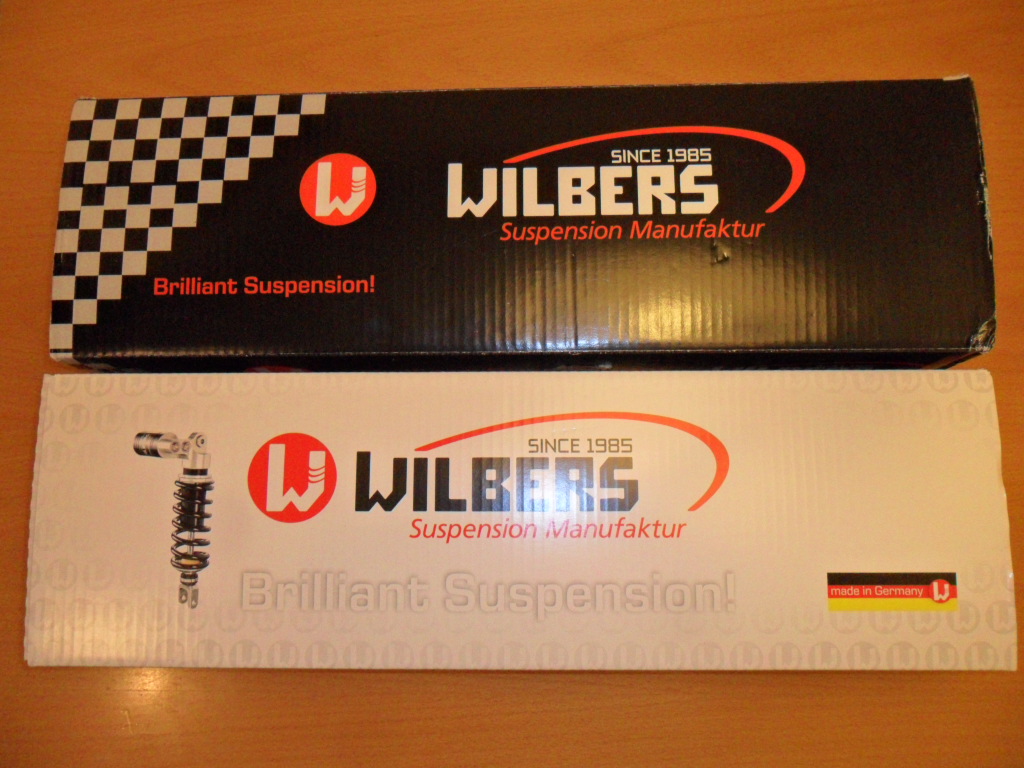 SINCE 1985
W WILBERS
Suspension Manufaktur
Brilliant Suspension!
SINCE 1985
W WILBERS
Suspension Manufaktur
Brilliant Suspension!
made in Germany W